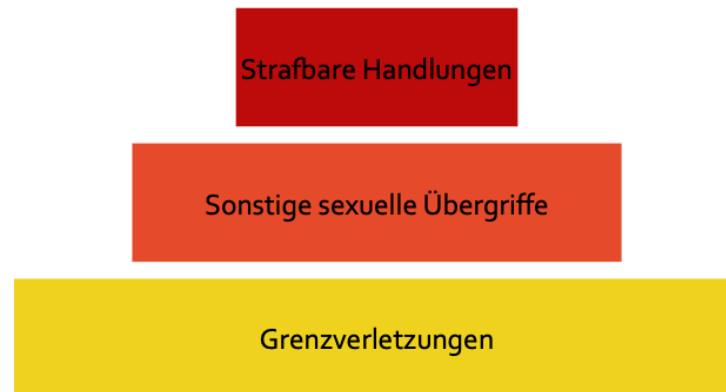 Strafbare Handlungen
Sonstige sexuelle Übergriffe
Grenzverletzungen